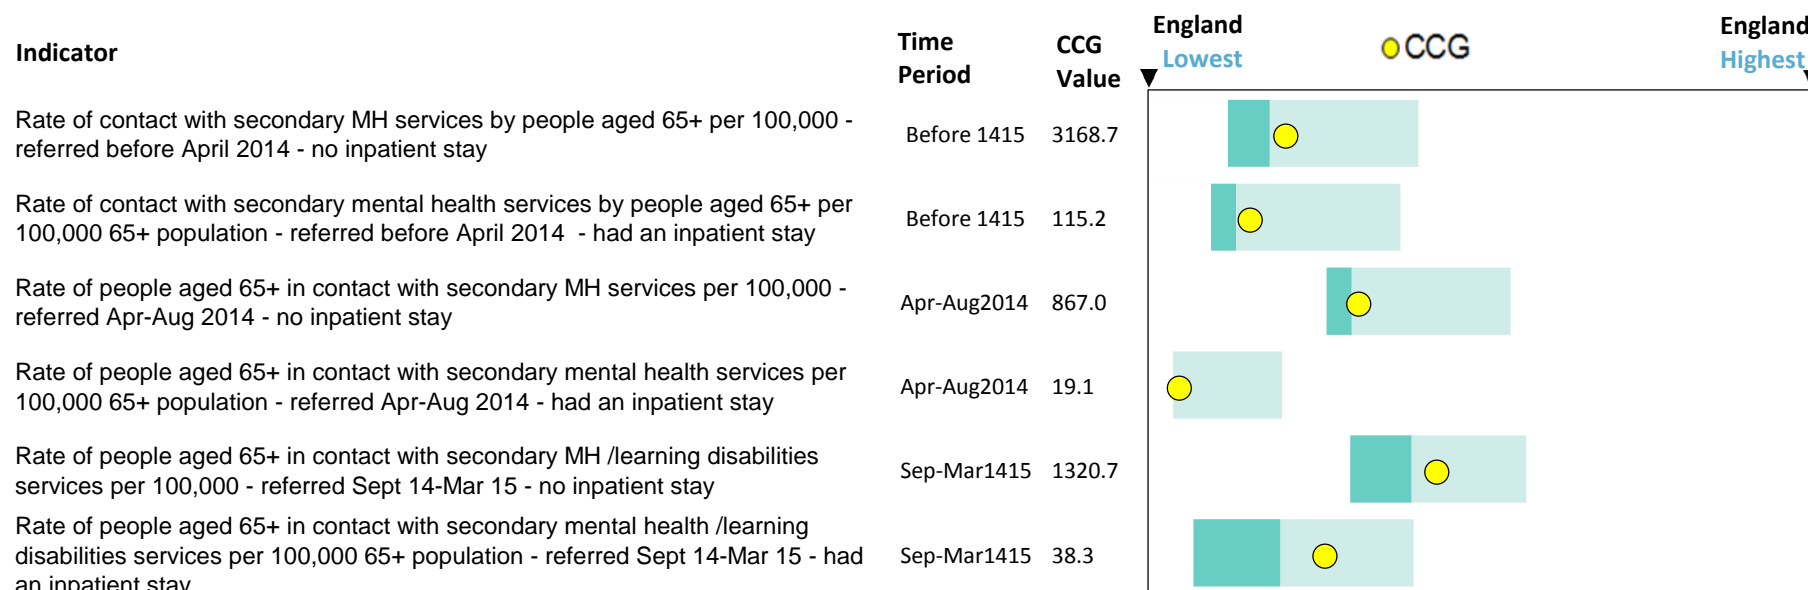 Indicator
Time
Period
CCG
Value
England
Lowest
CCG
England
Highest
Rate of contact with secondary MH services by people aged 65+ per 100,000 -
referred before April 2014 - no inpatient stay
Before 1415
3168.7
Rate of contact with secondary mental health services by people aged 65+ per
100,000 65+ population - referred before April 2014  - had an inpatient stay
Before 1415
115.2
Rate of people aged 65+ in contact with secondary MH services per 100,000 -
referred Apr-Aug 2014 - no inpatient stay
Apr-Aug2014
867.0
Rate of people aged 65+ in contact with secondary mental health services per
100,000 65+ population - referred Apr-Aug 2014 - had an inpatient stay
Apr-Aug2014
19.1
Rate of people aged 65+ in contact with secondary MH /learning disabilities
services per 100,000 - referred Sept 14-Mar 15 - no inpatient stay
Sep-Mar1415
1320.7
Rate of people aged 65+ in contact with secondary mental health /learning
disabilities services per 100,000 65+ population - referred Sept 14-Mar 15 - had
an inpatient stay
Sep-Mar1415
38.3